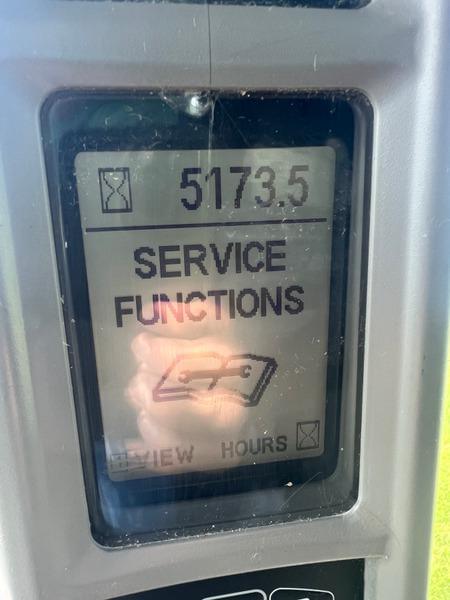 5173.5
SERVICE
FUNCTIONS
VIEW HOURS